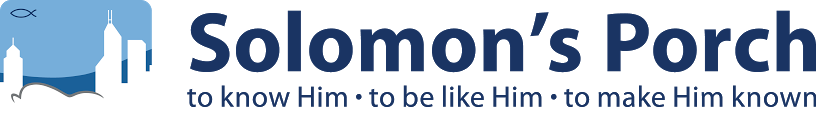 Solomon's Porch
to know Him • to be like Him • to make Him known